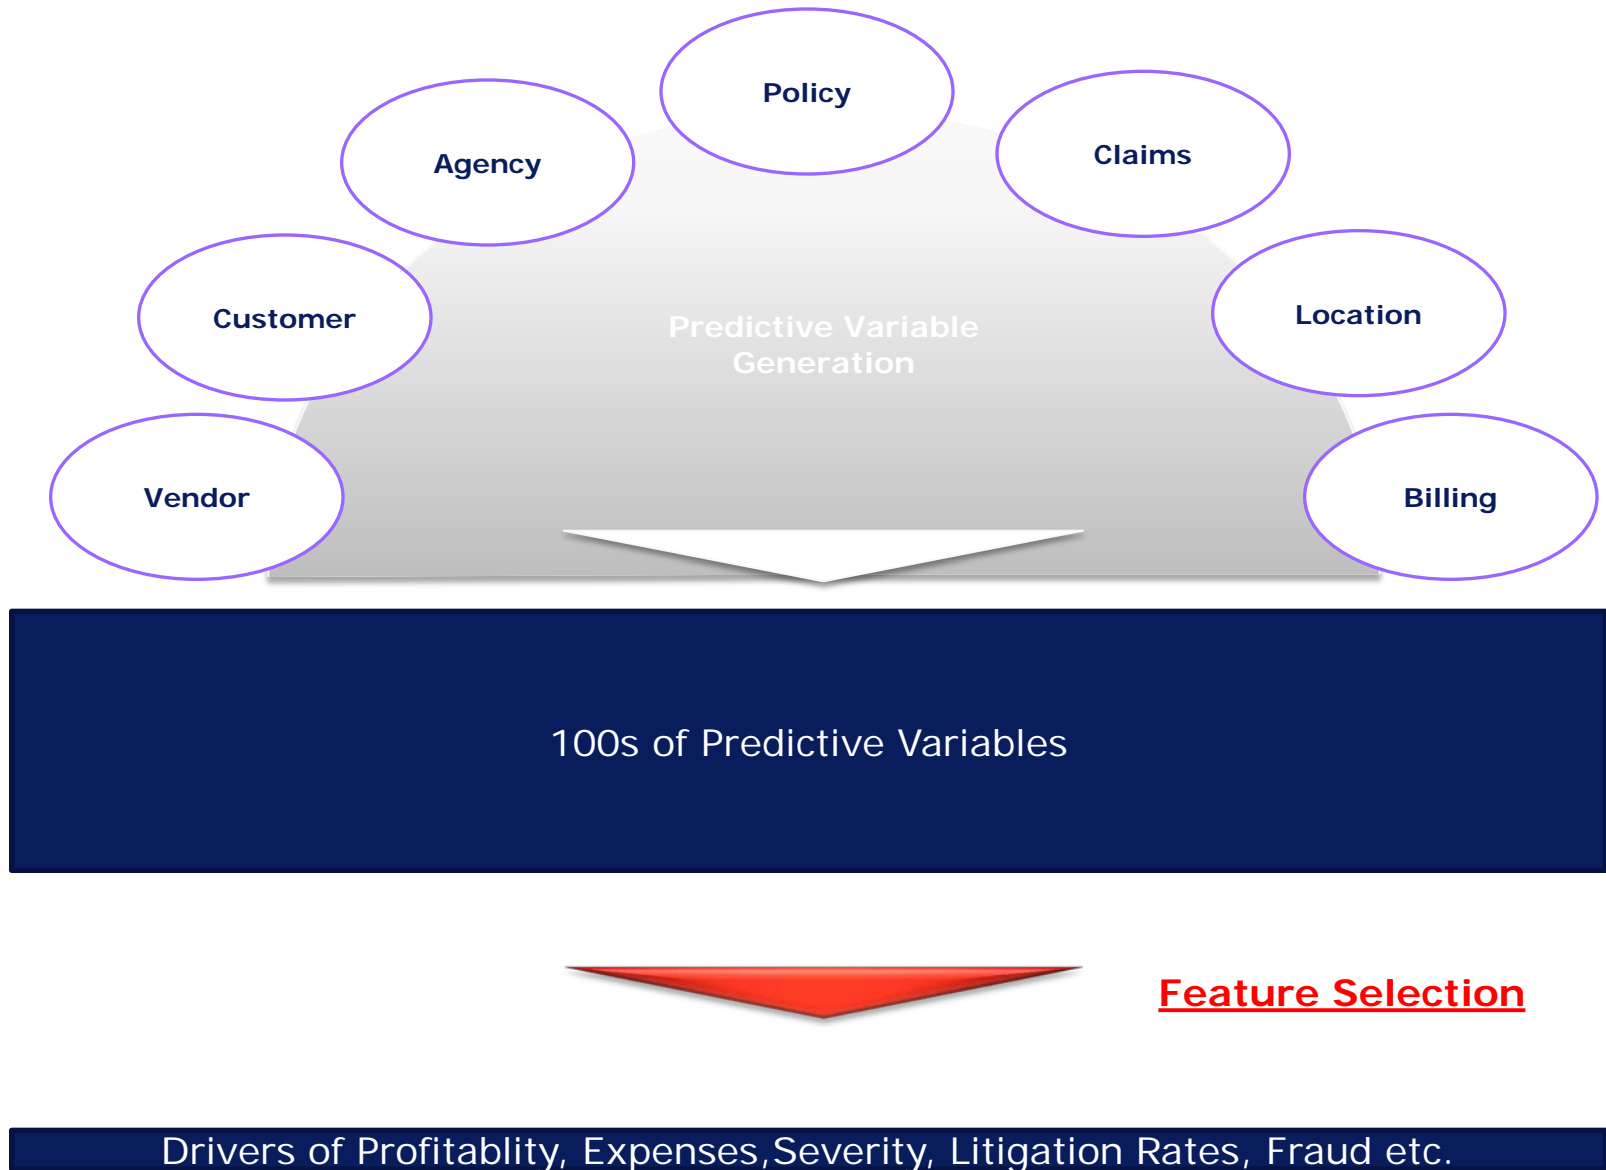 Policy
Agency
Claims
Customer
Predictive Variable
Generation
Location
Vendor
Billing
100s of Predictive Variables
Feature Selection
Drivers of Profitablity, Expenses,Severity, Litigation Rates, Fraud etc.